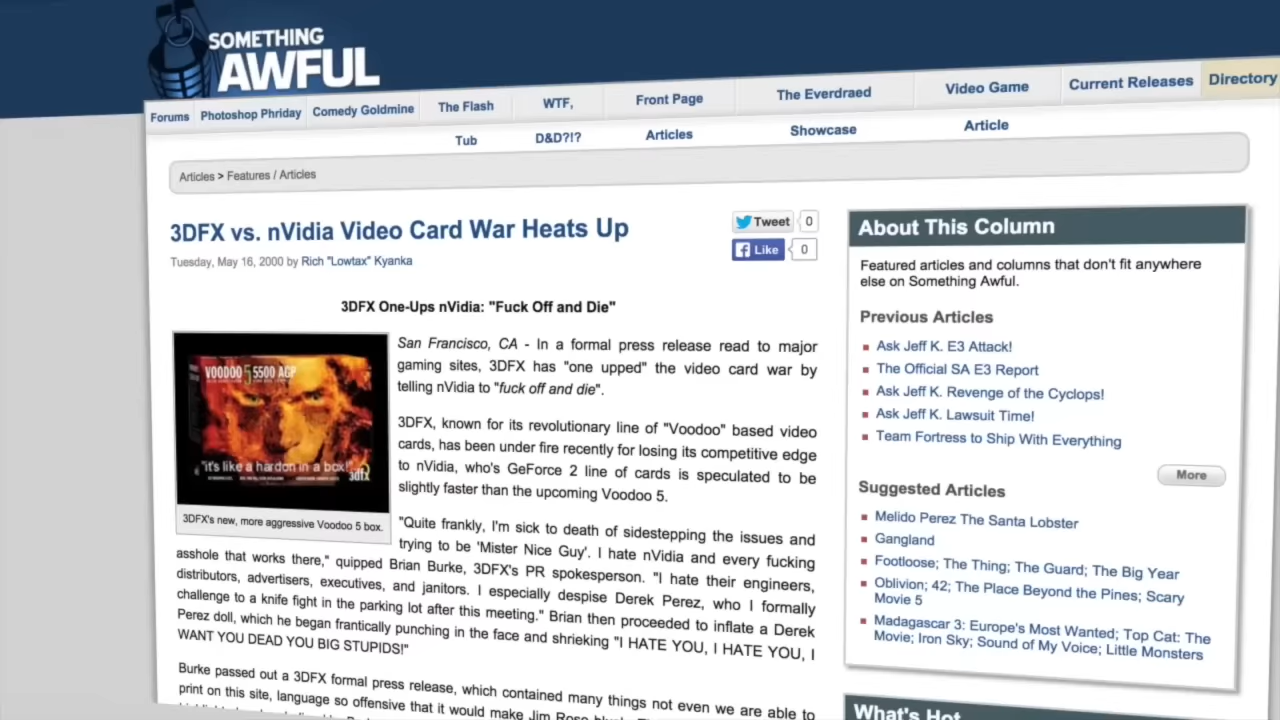 SOMETHING
AWFUL
Forums
Photoshop Phriday
Comedy Goldmine
The Flash
Tub
WTF,
D&D?!?
Front Page
Articles
The Everdraed
Showcase
Video Game
Article
Current Releases
Directory
Articles > Features / Articles
3DFX vs. nVidia Video Card War Heats Up
Tuesday, May 16, 2000 by Rich "Lowtax" Kyanka
Tweet 0
Like 0
3DFX One-Ups nVidia: "Fuck Off and Die"
VOODOO 5 5500 AGP
"it's like a hardon in a box!"
3dfx
3DFX's new, more aggressive Voodoo 5 box.
San Francisco, CA - In a formal press release read to major
gaming sites, 3DFX has "one upped" the video card war by
telling nVidia to "fuck off and die".
3DFX, known for its revolutionary line of "Voodoo" based video
cards, has been under fire recently for losing its competitive edge
to nVidia, who's GeForce 2 line of cards is speculated to be
slightly faster than the upcoming Voodoo 5.
"Quite frankly, I'm sick to death of sidestepping the issues and
trying to be 'Mister Nice Guy'. I hate nVidia and every fucking
asshole that works there," quipped Brian Burke, 3DFX's PR spokesperson. "I hate their engineers,
distributors, advertisers, executives, and janitors. I especially despise Derek Perez, who I formally
challenge to a knife fight in the parking lot after this meeting." Brian then proceeded to inflate a Derek
Perez doll, which he began frantically punching in the face and shrieking "I HATE YOU, I HATE YOU, I
WANT YOU DEAD YOU BIG STUPIDS!"
Burke passed out a 3DFX formal press release, which contained many things not even we are able to
print on this site, language so offensive that it would make Jim Rose
About This Column
Featured articles and columns that don't fit anywhere
else on Something Awful.
Previous Articles
Ask Jeff K. E3 Attack!
The Official SA E3 Report
Ask Jeff K. Revenge of the Cyclops!
Ask Jeff K. Lawsuit Time!
Team Fortress to Ship With Everything
More
Suggested Articles
Melido Perez The Santa Lobster
Gangland
Footloose; The Thing; The Guard; The Big Year
Oblivion; 42; The Place Beyond the Pines; Scary
Movie 5
Madagascar 3: Europe's Most Wanted; Top Cat: The
Movie; Iron Sky; Sound of My Voice; Little Monsters
What's Hot